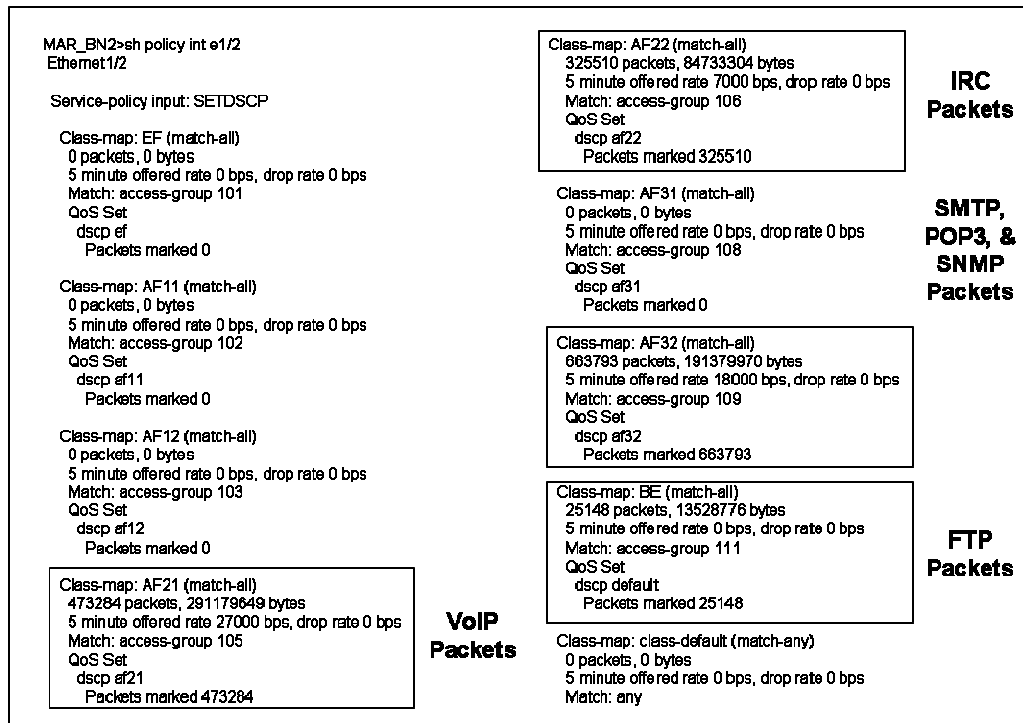 MAR_BN2>sh policy int e1/2
Ethernet1/2
Service-policy input: SETDSCP
Class-map: EF (match-all)
0 packets, 0 bytes
5 minute offered rate 0 bps, drop rate 0 bps
Match: access-group 101
QoS Set
dscp ef
Packets marked 0
Class-map: AF11 (match-all)
0 packets, 0 bytes
5 minute offered rate 0 bps, drop rate 0 bps
Match: access-group 102
QoS Set
dscp af11
Packets marked 0
Class-map: AF12 (match-all)
0 packets, 0 bytes
5 minute offered rate 0 bps, drop rate 0 bps
Match: access-group 103
QoS Set
dscp af12
Packets marked 0
Class-map: AF21 (match-all)
473284 packets, 291179649 bytes
5 minute offered rate 27000 bps, drop rate 0 bps
Match: access-group 105
QoS Set
dscp af21
Packets marked 473284
VoIP
Packets
Class-map: AF22 (match-all)
325510 packets, 84733304 bytes
5 minute offered rate 7000 bps, drop rate 0 bps
Match: access-group 106
QoS Set
dscp af22
Packets marked 325510
IRC
Packets
Class-map: AF31 (match-all)
0 packets, 0 bytes
5 minute offered rate 0 bps, drop rate 0 bps
Match: access-group 108
QoS Set
dscp af31
Packets marked 0
SMTP,
POP3, &
SNMP
Packets
Class-map: AF32 (match-all)
663793 packets, 191379970 bytes
5 minute offered rate 18000 bps, drop rate 0 bps
Match: access-group 109
QoS Set
dscp af32
Packets marked 663793
Class-map: BE (match-all)
25148 packets, 13528776 bytes
5 minute offered rate 0 bps, drop rate 0 bps
Match: access-group 111
QoS Set
dscp default
Packets marked 25148
FTP
Packets
Class-map: class-default (match-any)
0 packets, 0 bytes
5 minute offered rate 0 bps, drop rate 0 bps
Match: any